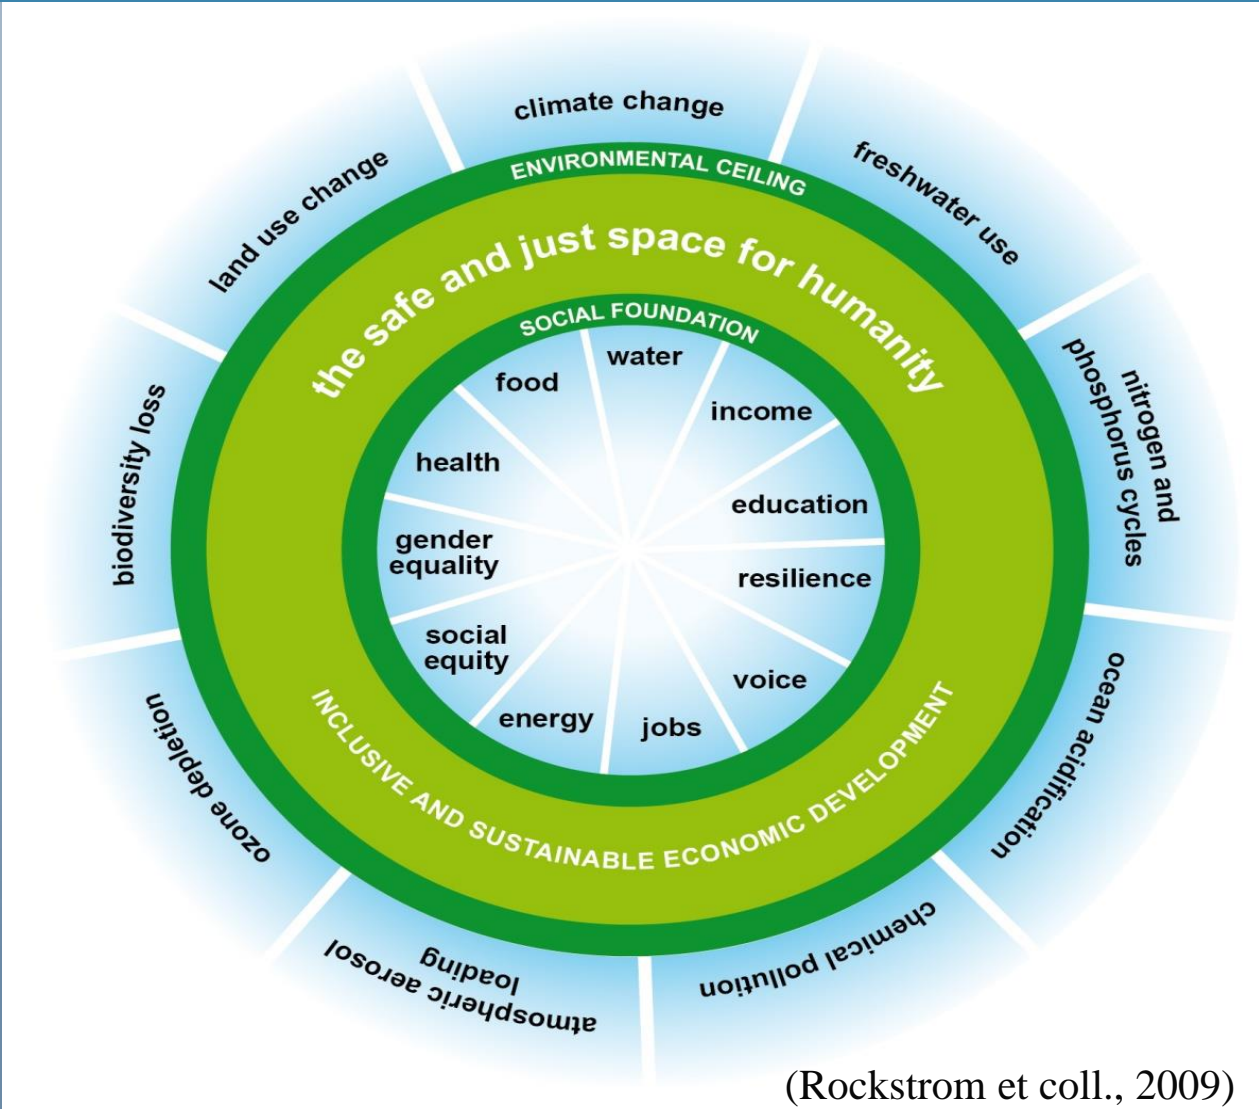 climate change
freshwater use
nitrogen and
phosphorus cycles
ocean acidification
chemical pollution
atmospheric aerosol
loading
ozone depletion
biodiversity loss
land use change
ENVIRONMENTAL CEILING
the safe and just space for humanity
SOCIAL FOUNDATION
water
income
education
resilience
voice
jobs
energy
social
equity
gender
equality
health
food
INCLUSIVE AND SUSTAINABLE ECONOMIC DEVELOPMENT
(Rockstrom et coll., 2009)